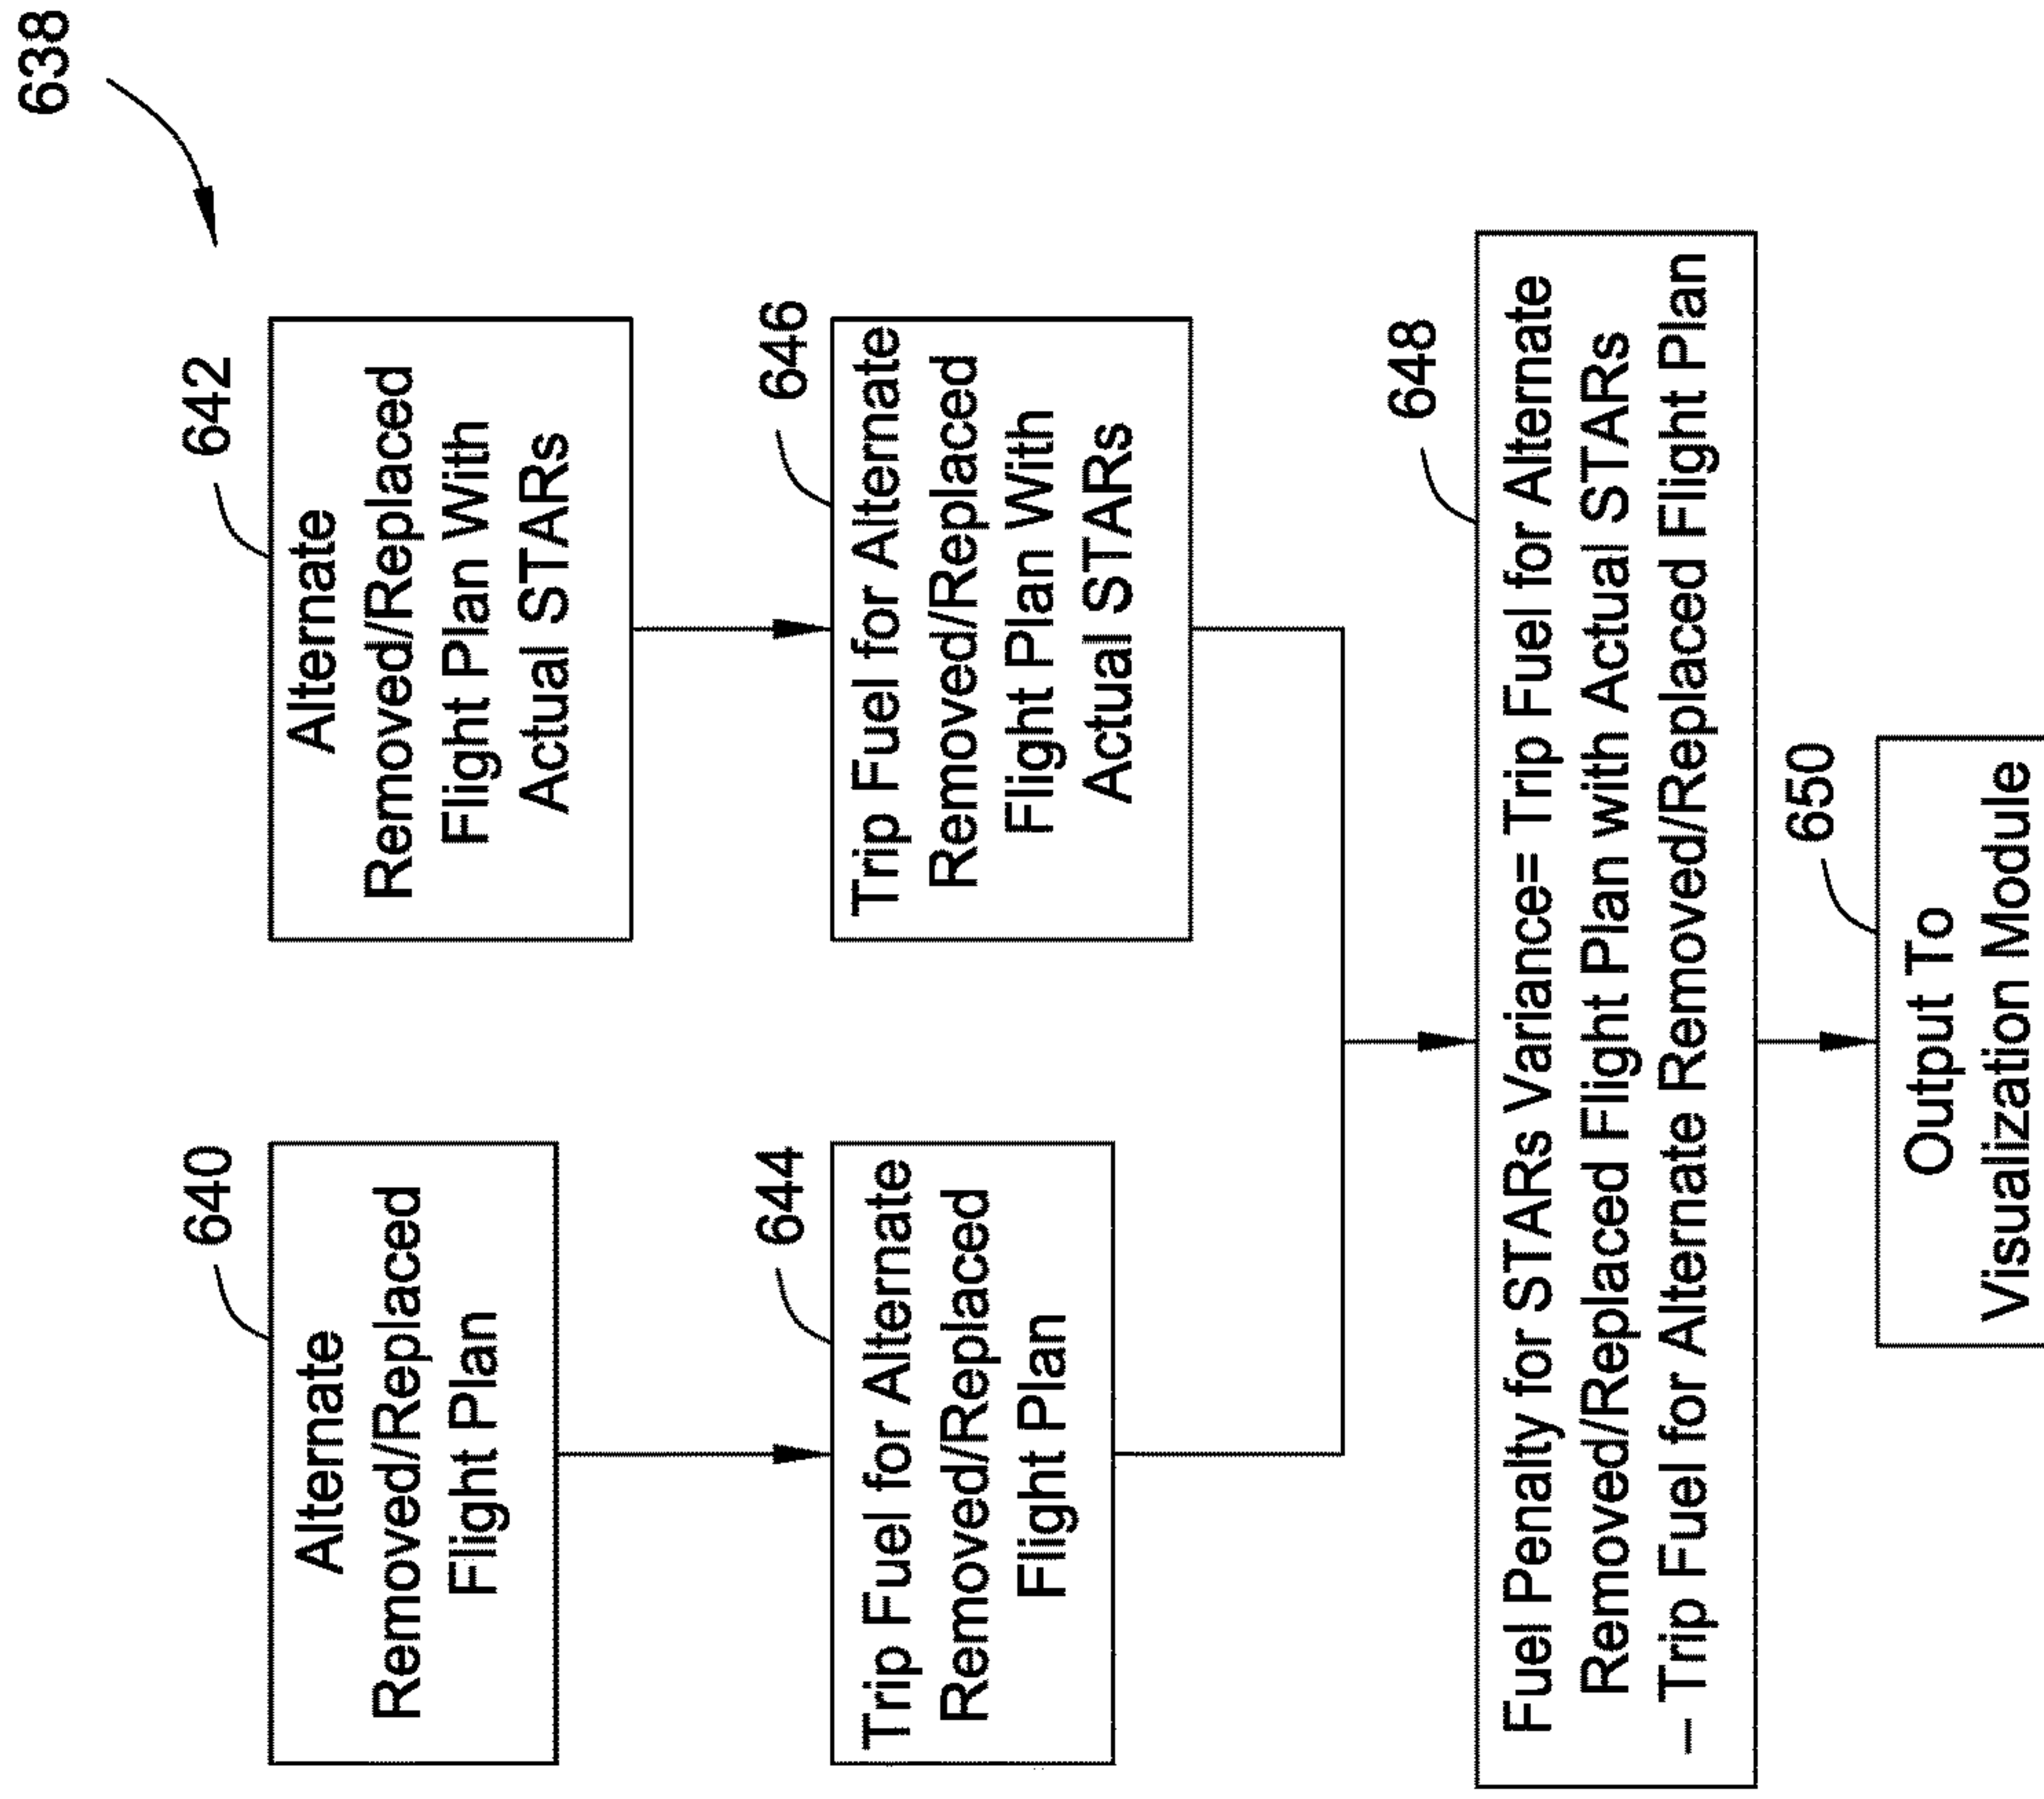 638
640
Alternate
Removed/Replaced
Flight Plan
642
Alternate
Removed/Replaced
Flight Plan With
Actual STARs
644
Trip Fuel for Alternate
Removed/Replaced
Flight Plan
646
Trip Fuel for Alternate
Removed/Replaced
Flight Plan With
Actual STARs
648
Fuel Penalty for STARs Variance= Trip Fuel for Alternate
Removed/Replaced Flight Plan with Actual STARs
– Trip Fuel for Alternate Removed/Replaced Flight Plan
650
Output To
Visualization Module